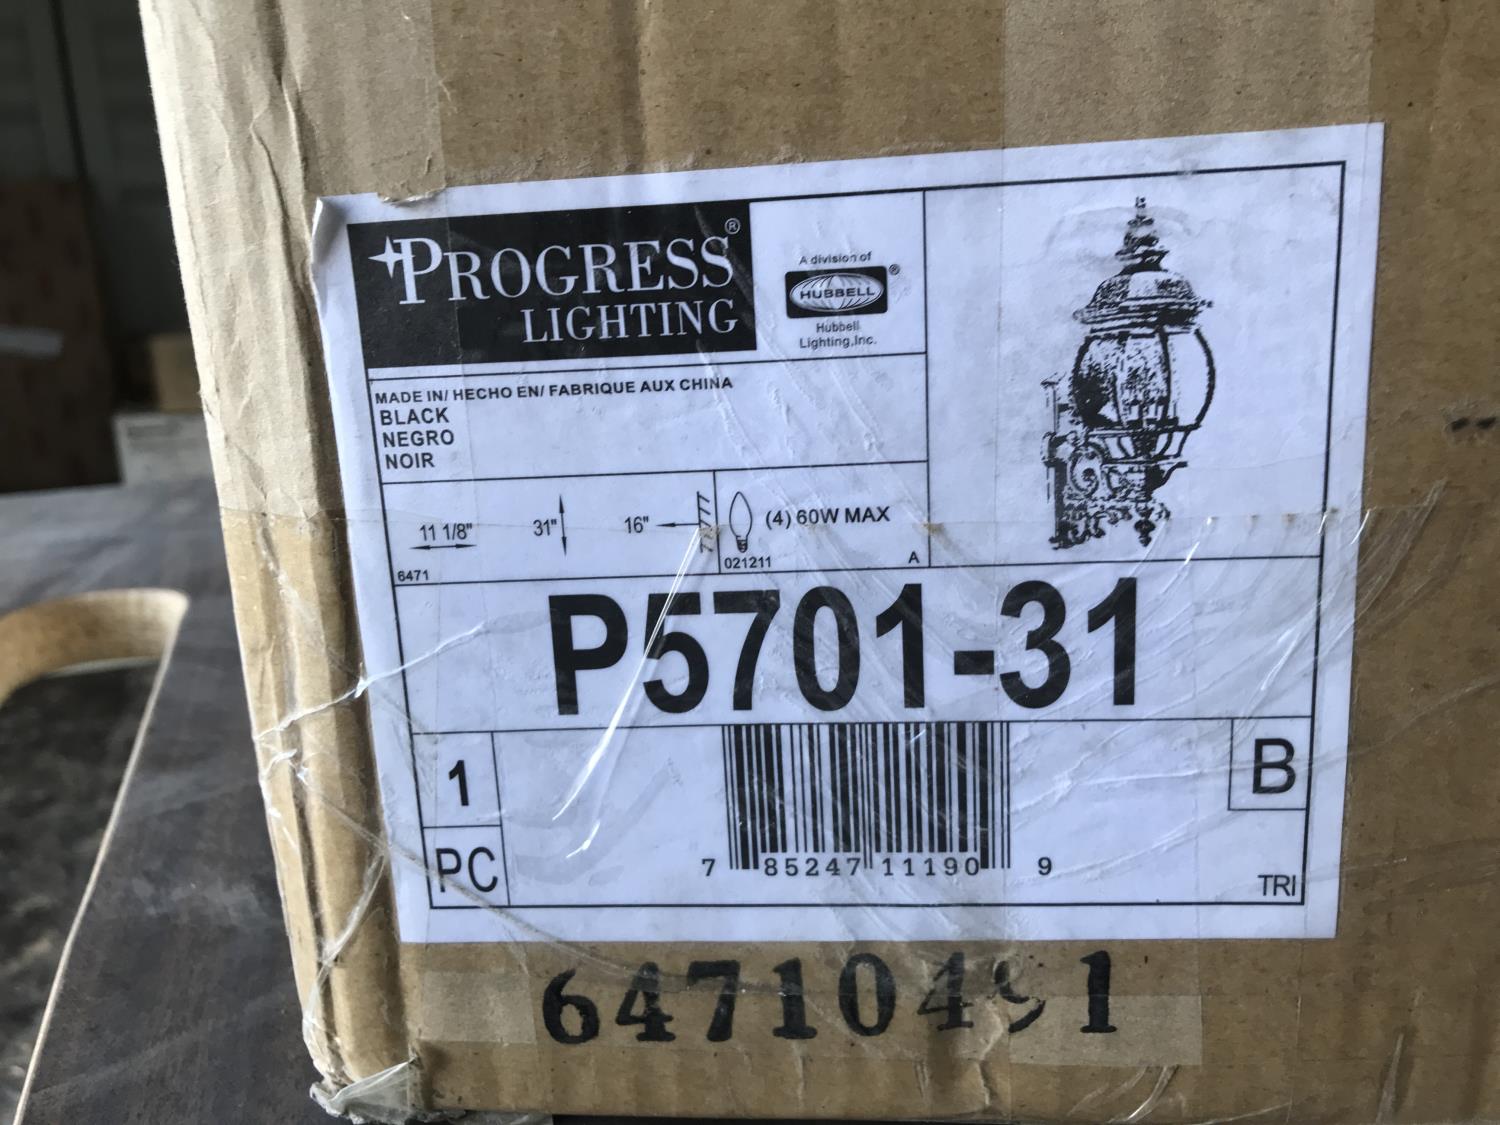 PROGRESS®
LIGHTING
A division of
HUBBELL®
Hubbell
Lighting,Inc.
MADE IN/ HECHO EN/ FABRIQUE AUX CHINA
BLACK
NEGRO
NOIR
11 1/8" 31" 16" (4) 60W MAX
6471 021211 A
P5701-31
1 B
PC
7 85247 11190 9
TRI